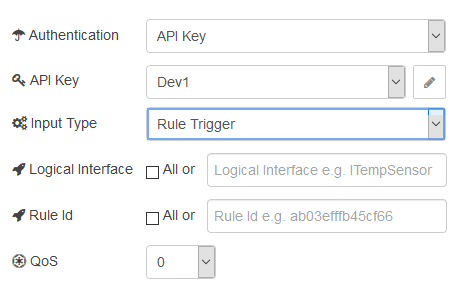 Authentication API Key
API Key Dev1
Input Type Rule Trigger
Logical Interface All or Logical Interface e.g. ITempSensor
Rule Id All or Rule Id e.g. ab03efffb45cf66
QoS 0